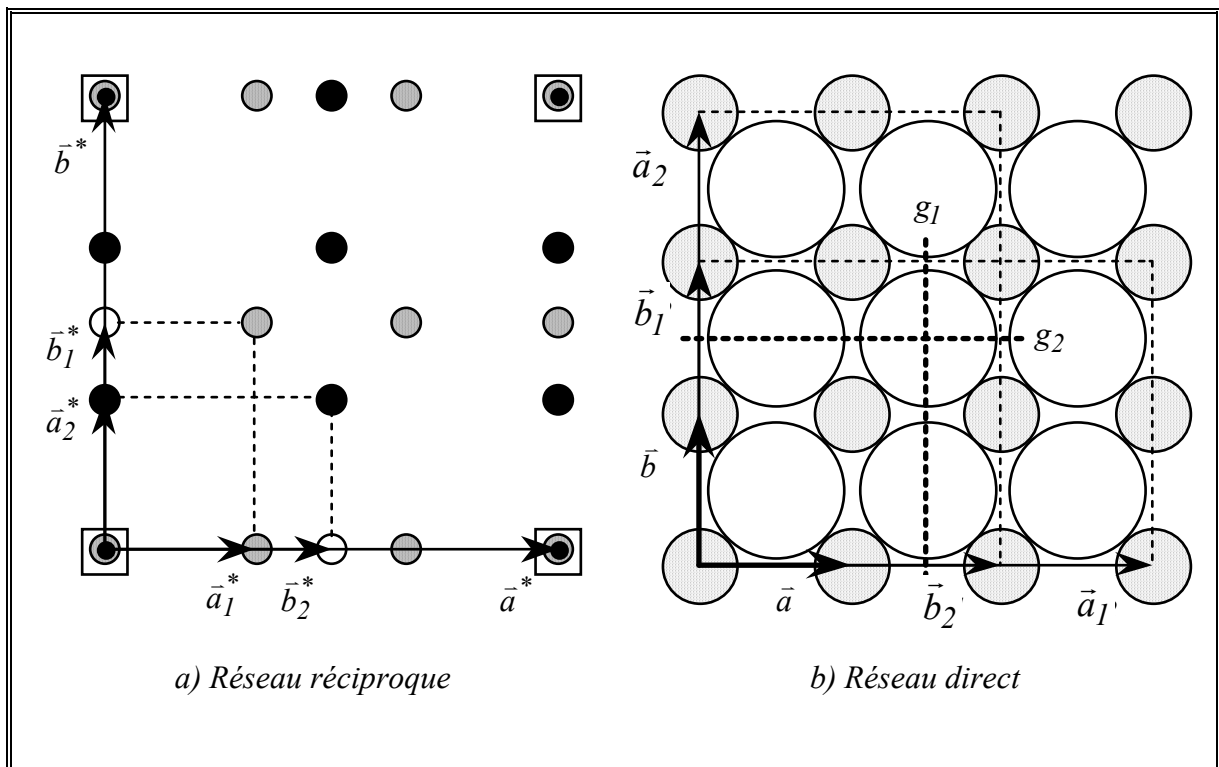 b*
b₁*
a₂*
a₁*
b₂*
a*
a) Réseau réciproque
a₂
g₁
b₁'
g₂
b
a
b₂'
a₁'
b) Réseau direct